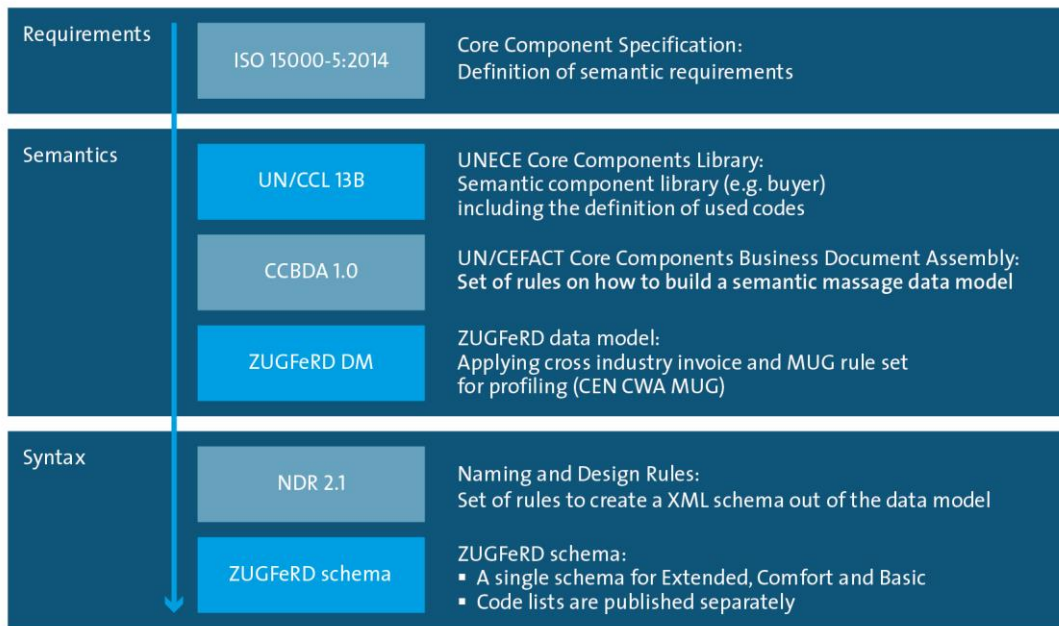 Requirements
ISO 15000-5:2014
Core Component Specification:
Definition of semantic requirements
Semantics
UN/CCL 13B
UNECE Core Components Library:
Semantic component library (e.g. buyer)
including the definition of used codes
CCBDA 1.0
UN/CEFACT Core Components Business Document Assembly:
Set of rules on how to build a semantic massage data model
ZUGFeRD DM
ZUGFeRD data model:
Applying cross industry invoice and MUG rule set
for profiling (CEN CWA MUG)
Syntax
NDR 2.1
Naming and Design Rules:
Set of rules to create a XML schema out of the data model
ZUGFeRD schema
ZUGFeRD schema:
▪ A single schema for Extended, Comfort and Basic
▪ Code lists are published separately